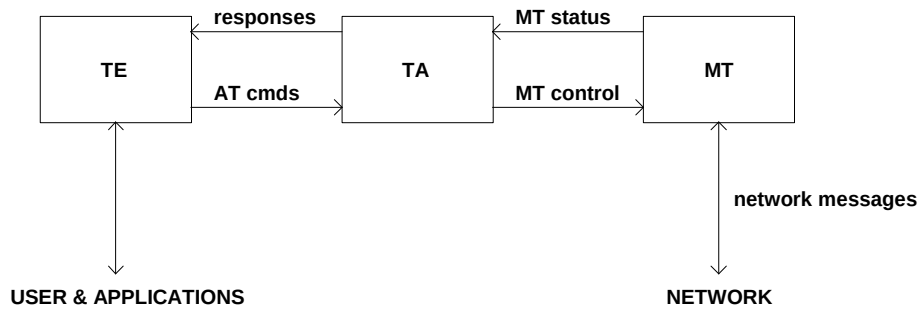 responses
MT status
TE
TA
MT
AT cmds
MT control
network messages
USER & APPLICATIONS
NETWORK